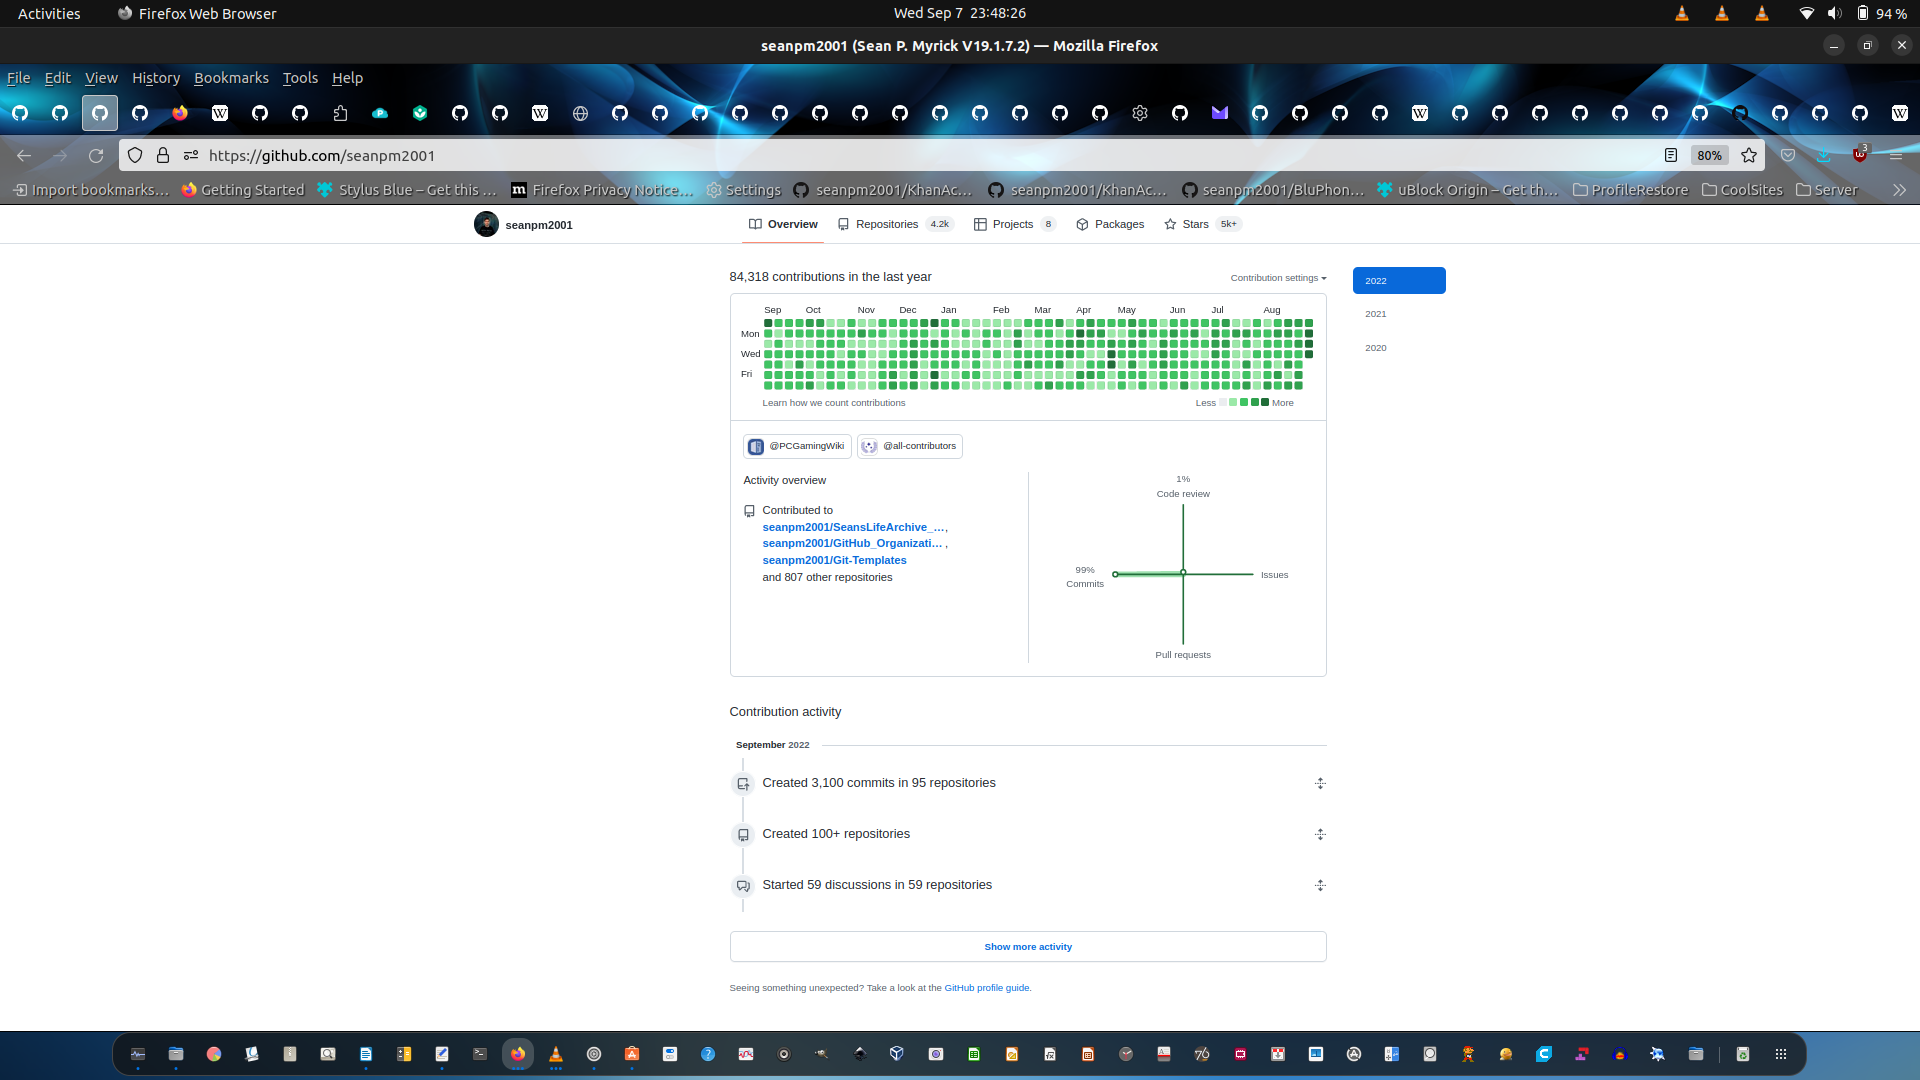 Activities
Firefox Web Browser
Wed Sep 7 23:48:26
94 %
seanpm2001 (Sean P. Myrick V19.1.7.2) — Mozilla Firefox
File Edit View History Bookmarks Tools Help
https://github.com/seanpm2001
80%
3
Import bookmarks… Getting Started Stylus Blue – Get this … Firefox Privacy Notice… Settings seanpm2001/KhanAc… seanpm2001/KhanAc… seanpm2001/BluPhon… uBlock Origin – Get th… ProfileRestore CoolSites Server
seanpm2001
Overview Repositories 4.2k Projects 8 Packages Stars 5k+
84,318 contributions in the last year
Contribution settings
2022
2021
2020
Sep Oct Nov Dec Jan Feb Mar Apr May Jun Jul Aug
Mon
Wed
Fri
Learn how we count contributions
Less More
@PCGamingWiki @all-contributors
Activity overview
Contributed to
seanpm2001/SeansLifeArchive_…,
seanpm2001/GitHub_Organizati… ,
seanpm2001/Git-Templates
and 807 other repositories
1%
Code review
99%
Commits
Issues
Pull requests
Contribution activity
September 2022
Created 3,100 commits in 95 repositories
Created 100+ repositories
Started 59 discussions in 59 repositories
Show more activity
Seeing something unexpected? Take a look at the GitHub profile guide.